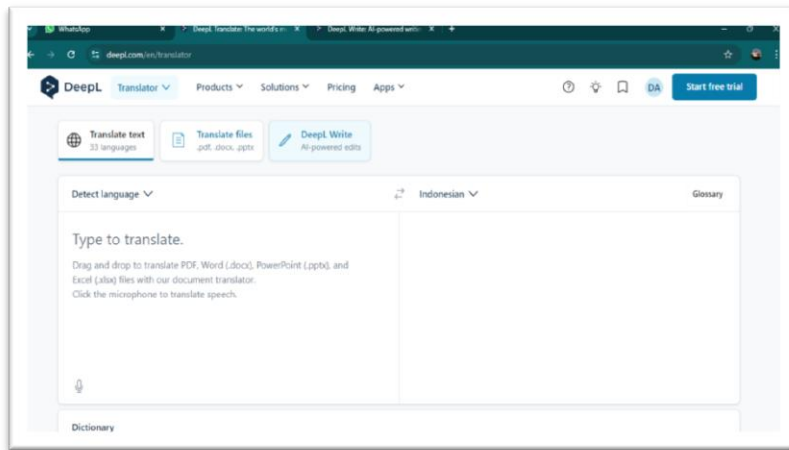 WhatsApp
DeepL Translate: The world's m
DeepL Write: AI-powered writi
deepl.com/en/translator
DeepL Translator Products Solutions Pricing Apps DA Start free trial
Translate text
33 languages
Translate files
.pdf, .docx, .pptx
DeepL Write
AI-powered edits
Detect language Indonesian Glossary
Type to translate.
Drag and drop to translate PDF, Word (.docx), PowerPoint (.pptx), and
Excel (.xlsx) files with our document translator.
Click the microphone to translate speech.
Dictionary